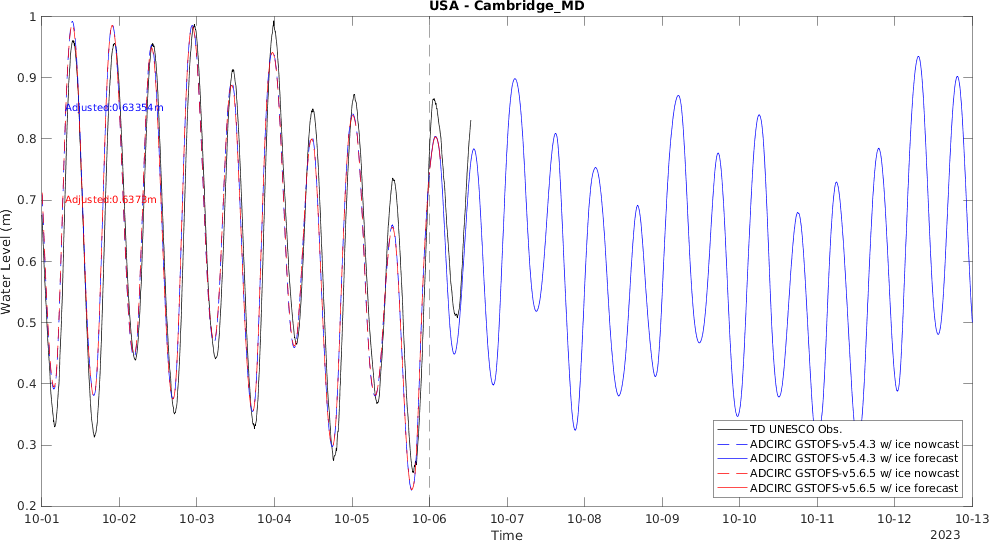 USA - Cambridge_MD
1
0.9
0.8
0.7
0.6
0.5
0.4
0.3
0.2
Water Level (m)
Adjusted:0.63354m
Adjusted:0.6373m
TD UNESCO Obs.
ADCIRC GSTOFS-v5.4.3 w/ ice nowcast
ADCIRC GSTOFS-v5.4.3 w/ ice forecast
ADCIRC GSTOFS-v5.6.5 w/ ice nowcast
ADCIRC GSTOFS-v5.6.5 w/ ice forecast
10-01 10-02 10-03 10-04 10-05 10-06 10-07 10-08 10-09 10-10 10-11 10-12 10-13
Time
2023